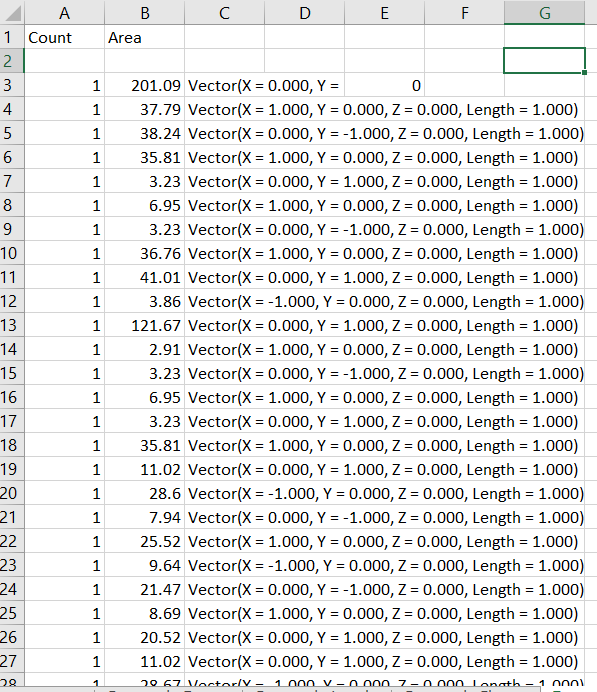 A B C D E F G
1 Count Area
2
3 1 201.09 Vector(X = 0.000, Y = 0
4 1 37.79 Vector(X = 1.000, Y = 0.000, Z = 0.000, Length = 1.000)
5 1 38.24 Vector(X = 0.000, Y = -1.000, Z = 0.000, Length = 1.000)
6 1 35.81 Vector(X = 1.000, Y = 0.000, Z = 0.000, Length = 1.000)
7 1 3.23 Vector(X = 0.000, Y = 1.000, Z = 0.000, Length = 1.000)
8 1 6.95 Vector(X = 1.000, Y = 0.000, Z = 0.000, Length = 1.000)
9 1 3.23 Vector(X = 0.000, Y = -1.000, Z = 0.000, Length = 1.000)
10 1 36.76 Vector(X = 1.000, Y = 0.000, Z = 0.000, Length = 1.000)
11 1 41.01 Vector(X = 0.000, Y = 1.000, Z = 0.000, Length = 1.000)
12 1 3.86 Vector(X = -1.000, Y = 0.000, Z = 0.000, Length = 1.000)
13 1 121.67 Vector(X = 0.000, Y = 1.000, Z = 0.000, Length = 1.000)
14 1 2.91 Vector(X = 1.000, Y = 0.000, Z = 0.000, Length = 1.000)
15 1 3.23 Vector(X = 0.000, Y = -1.000, Z = 0.000, Length = 1.000)
16 1 6.95 Vector(X = 1.000, Y = 0.000, Z = 0.000, Length = 1.000)
17 1 3.23 Vector(X = 0.000, Y = 1.000, Z = 0.000, Length = 1.000)
18 1 35.81 Vector(X = 1.000, Y = 0.000, Z = 0.000, Length = 1.000)
19 1 11.02 Vector(X = 0.000, Y = 1.000, Z = 0.000, Length = 1.000)
20 1 28.6 Vector(X = -1.000, Y = 0.000, Z = 0.000, Length = 1.000)
21 1 7.94 Vector(X = 0.000, Y = -1.000, Z = 0.000, Length = 1.000)
22 1 25.52 Vector(X = 1.000, Y = 0.000, Z = 0.000, Length = 1.000)
23 1 9.64 Vector(X = -1.000, Y = 0.000, Z = 0.000, Length = 1.000)
24 1 21.47 Vector(X = 0.000, Y = -1.000, Z = 0.000, Length = 1.000)
25 1 8.69 Vector(X = 1.000, Y = 0.000, Z = 0.000, Length = 1.000)
26 1 20.52 Vector(X = 0.000, Y = 1.000, Z = 0.000, Length = 1.000)
27 1 11.02 Vector(X = 0.000, Y = 1.000, Z = 0.000, Length = 1.000)
28 1 28.67 Vector(X = -1.000, Y = 0.000, Z = 0.000, Length = 1.000)